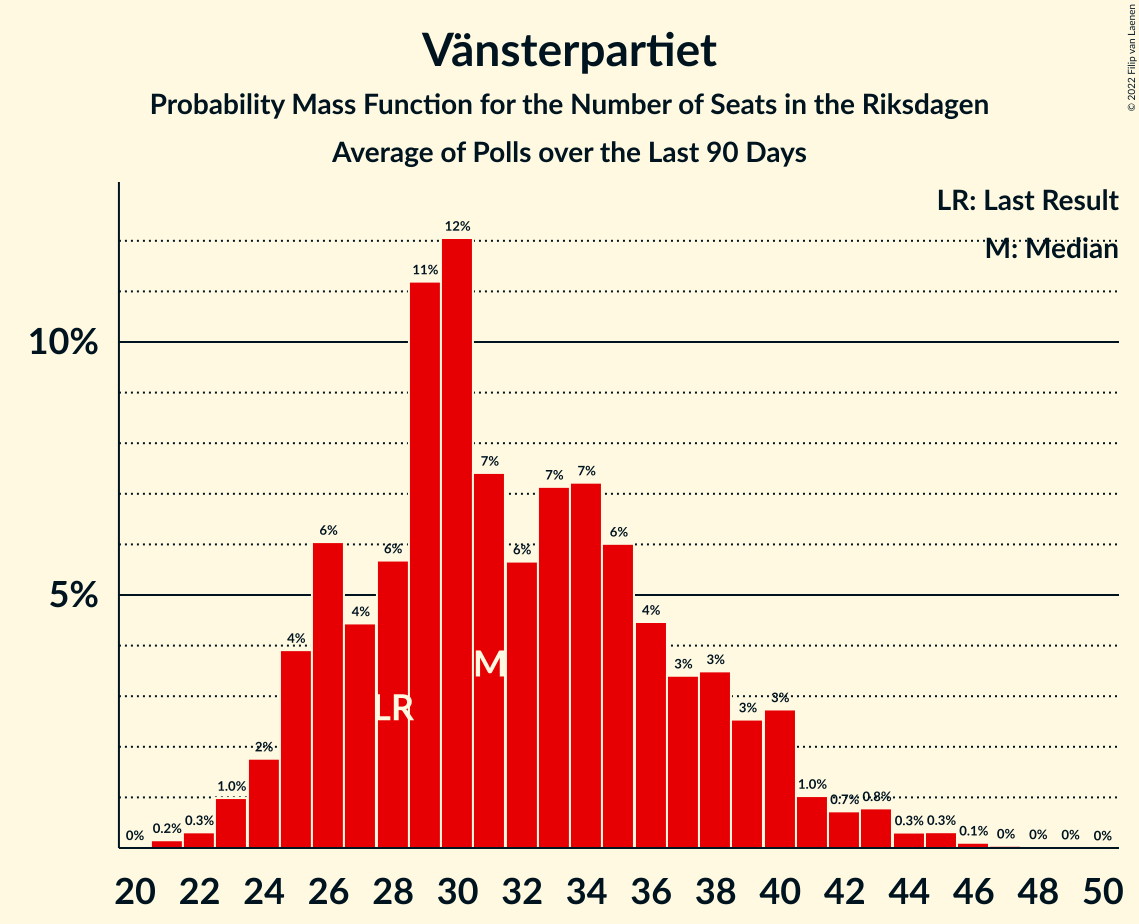 © 2022 Filip van Laenen
Vänsterpartiet
Probability Mass Function for the Number of Seats in the Riksdagen
Average of Polls over the Last 90 Days
LR: Last Result
M: Median
10%
5%
0% 0.2% 0.3% 1.0% 2% 4% 6% 4% 6% 11% 12% 7% 6% 7% 7% 6% 4% 3% 3% 3% 3% 1.0% 0.7% 0.8% 0.3% 0.3% 0.1% 0% 0% 0% 0%
LR
M
20 22 24 26 28 30 32 34 36 38 40 42 44 46 48 50